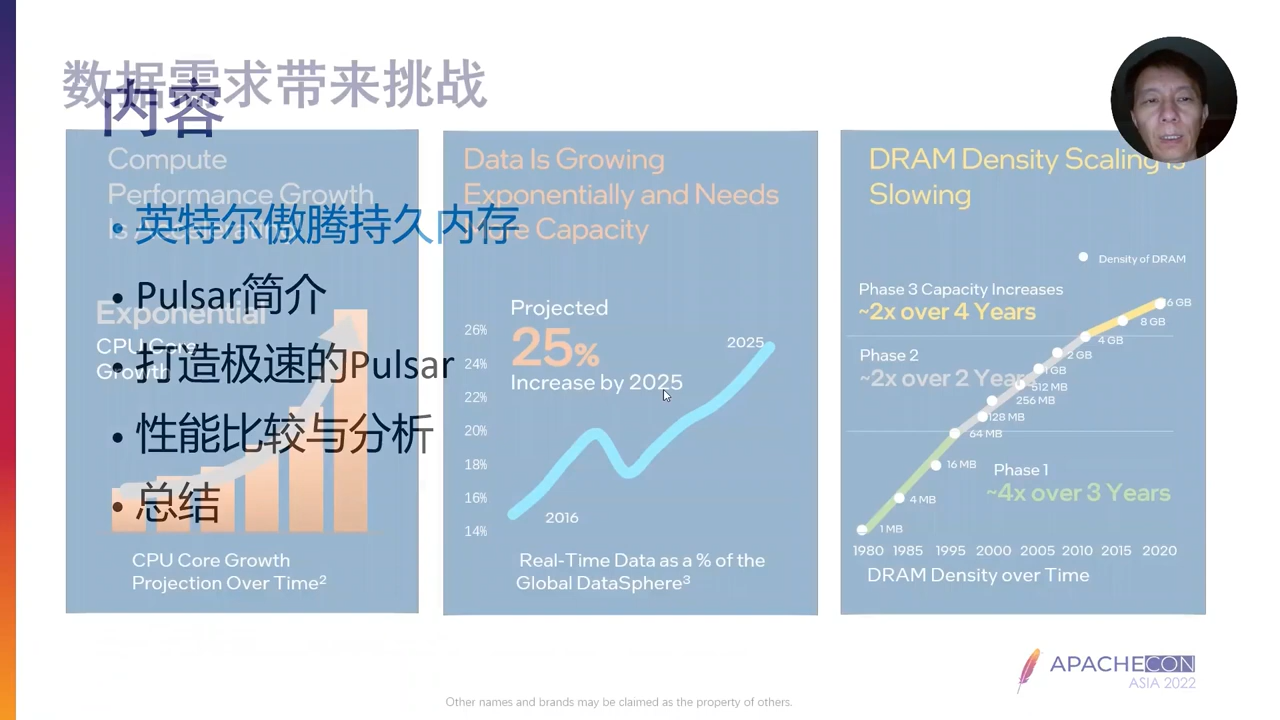 数据需求带来挑战
内容
• 英特尔傲腾持久内存
• Pulsar简介
• 打造极速的Pulsar
• 性能比较与分析
• 总结
Compute
Performance Growth
Is Accelerating
Exponential
CPU Core
Growth
CPU Core Growth
Projection Over Time2
Data Is Growing
Exponentially and Needs
More Capacity
Projected
25%
Increase by 2025
26%
24%
22%
20%
18%
16%
14%
2025
2016
Real-Time Data as a % of the
Global DataSphere3
DRAM Density Scaling is
Slowing
Density of DRAM
Phase 3 Capacity Increases
~2x over 4 Years
Phase 2
~2x over 2 Years
Phase 1
~4x over 3 Years
16 GB
8 GB
4 GB
2 GB
1 GB
512 MB
256 MB
128 MB
64 MB
16 MB
4 MB
1 MB
1980 1985 1995 2000 2005 2010 2015 2020
DRAM Density over Time
APACHECON
ASIA 2022
Other names and brands may be claimed as the property of others.